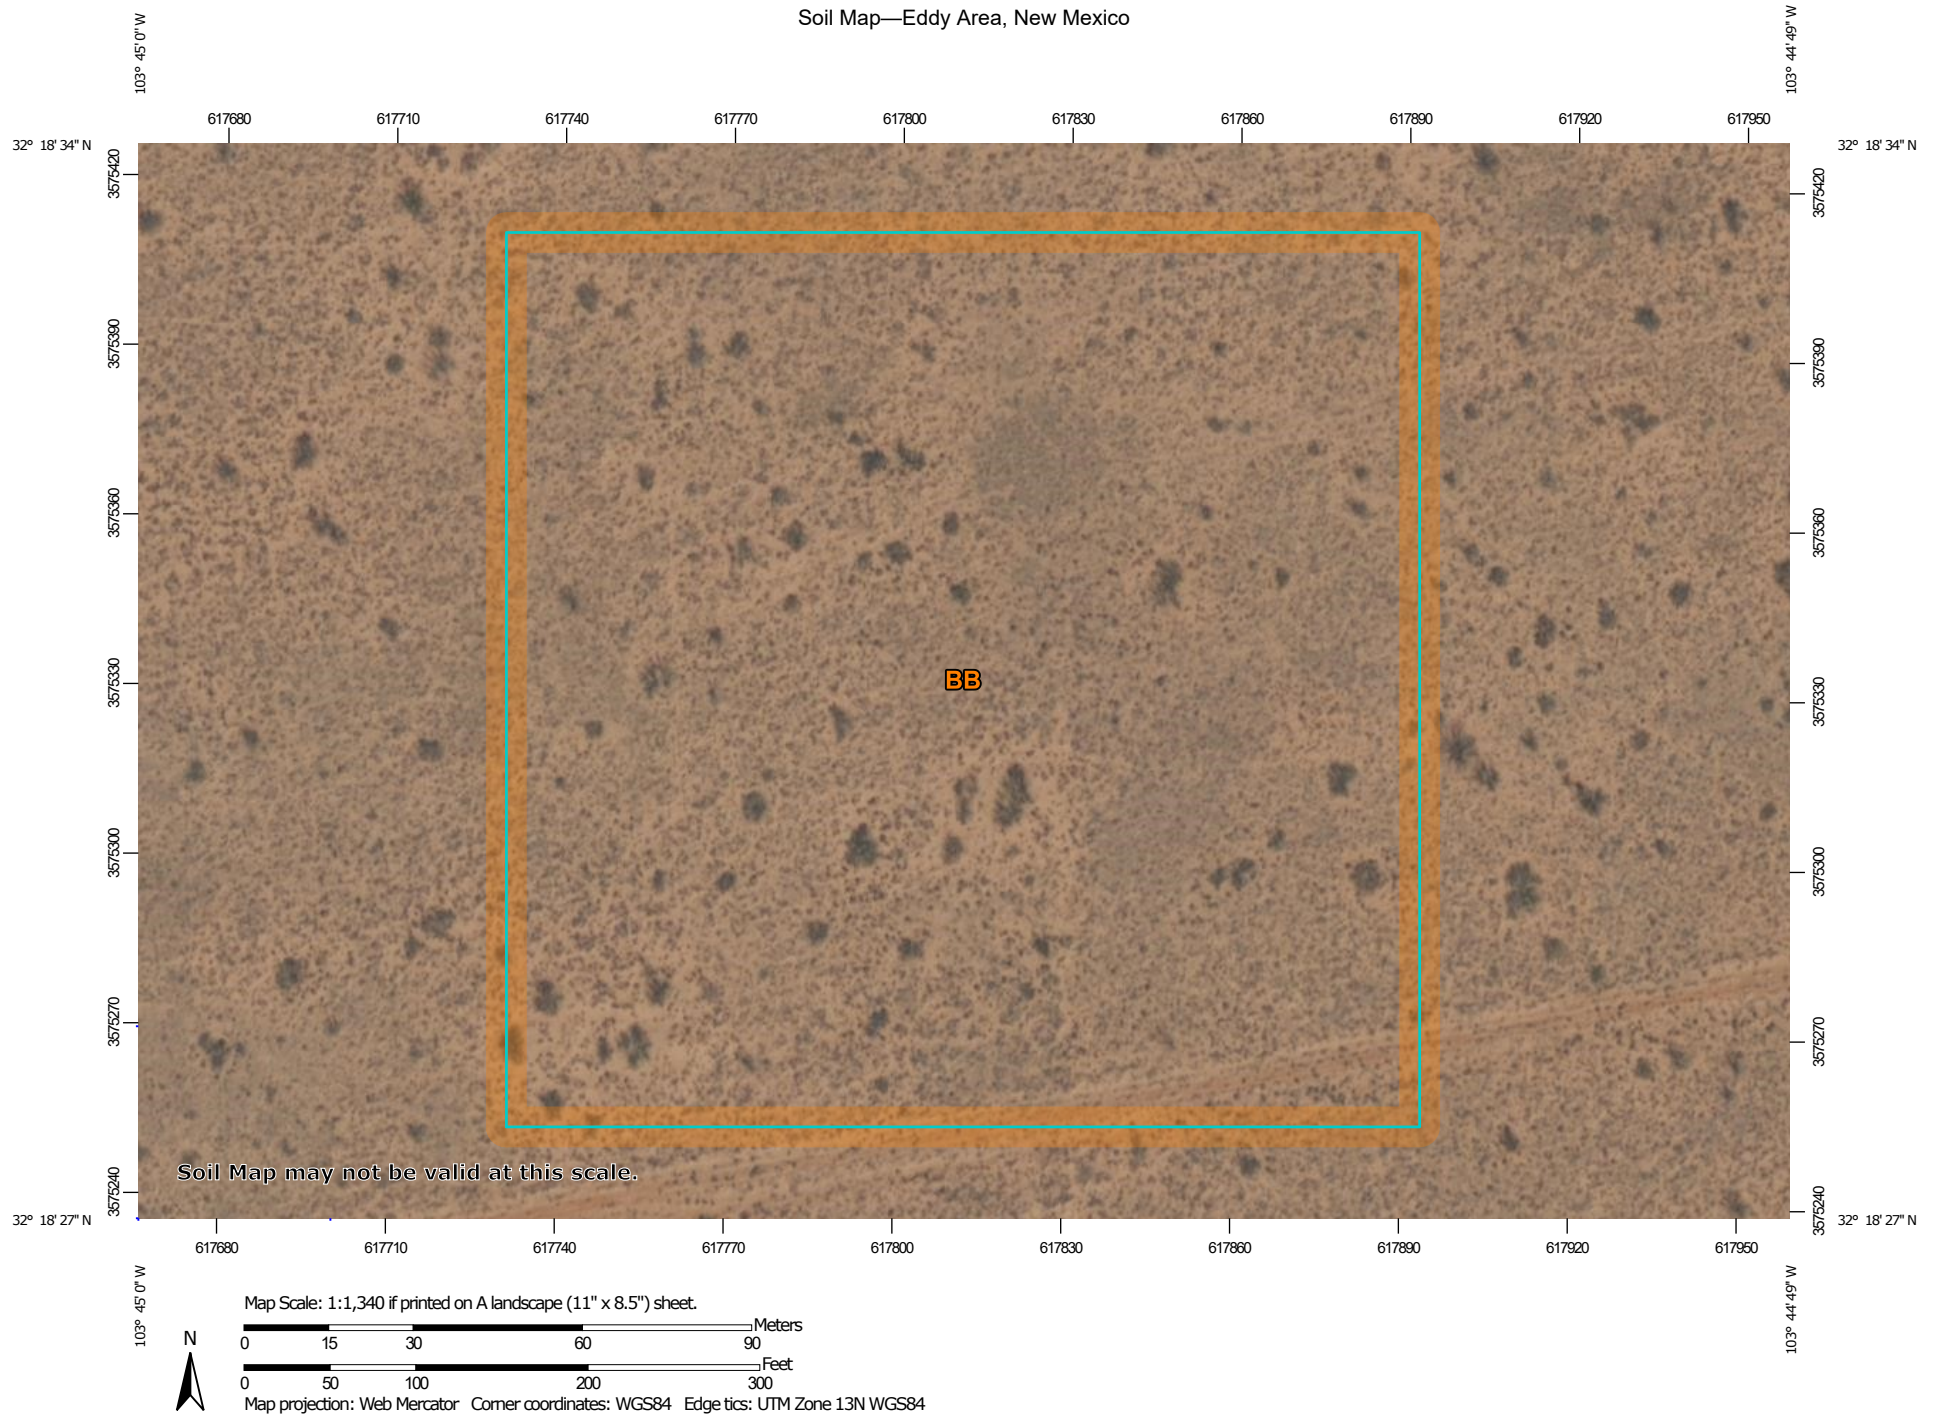 Soil Map—Eddy Area, New Mexico
103° 45' 0'' W
103° 44' 49'' W
617680 617710 617740 617770 617800 617830 617860 617890 617920 617950
32° 18' 34'' N
32° 18' 34'' N
3575420
3575420
3575390
3575390
3575360
3575360
3575330
3575330
BB
3575300
3575300
3575270
3575270
3575240
3575240
Soil Map may not be valid at this scale.
32° 18' 27'' N
32° 18' 27'' N
617680 617710 617740 617770 617800 617830 617860 617890 617920 617950
103° 45' 0'' W
103° 44' 49'' W
Map Scale: 1:1,340 if printed on A landscape (11" x 8.5") sheet.
Meters
0 15 30 60 90
N
Feet
0 50 100 200 300
Map projection: Web Mercator Corner coordinates: WGS84 Edge tics: UTM Zone 13N WGS84